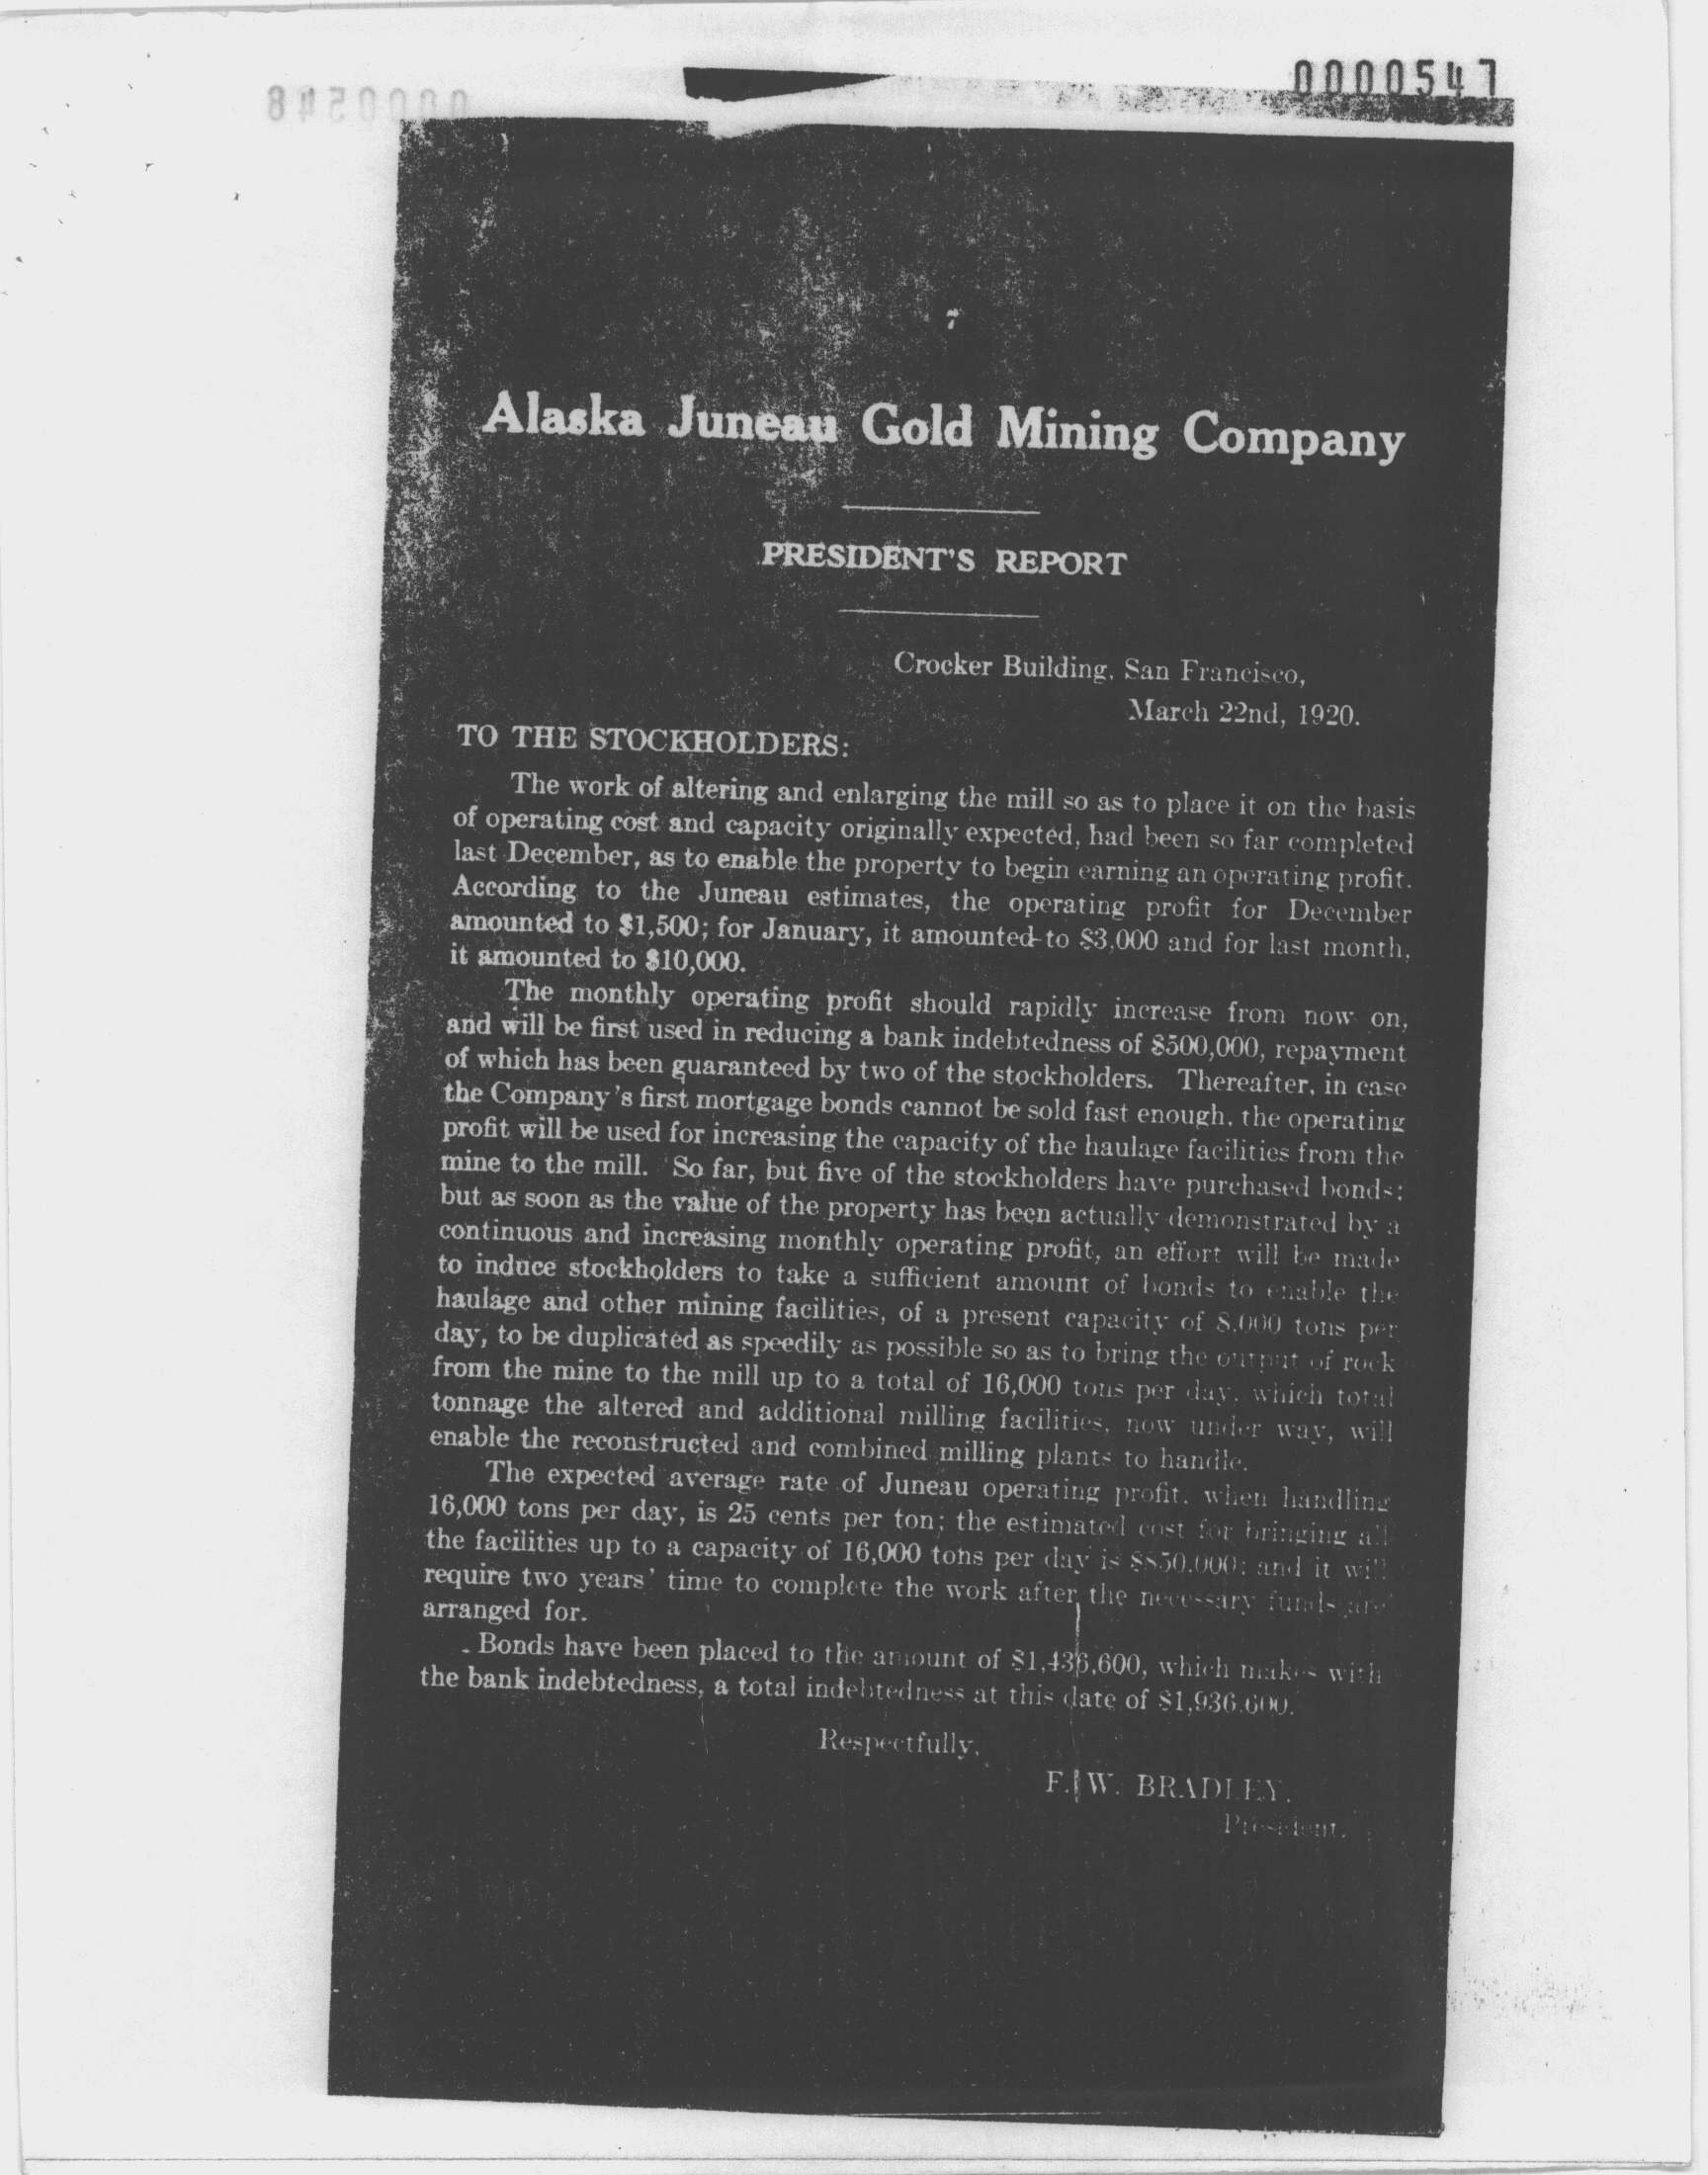 0000547
0000548
7
Alaska Juneau Gold Mining Company
PRESIDENT'S REPORT
Crocker Building, San Francisco,
March 22nd, 1920.
TO THE STOCKHOLDERS:
The work of altering and enlarging the mill so as to place it on the basis
of operating cost and capacity originally expected, had been so far completed
last December, as to enable the property to begin earning an operating profit.
According to the Juneau estimates, the operating profit for December
amounted to $1,500; for January, it amounted to $3,000 and for last month,
it amounted to $10,000.
The monthly operating profit should rapidly increase from now on,
and will be first used in reducing a bank indebtedness of $500,000, repayment
of which has been guaranteed by two of the stockholders. Thereafter, in case
the Company's first mortgage bonds cannot be sold fast enough, the operating
profit will be used for increasing the capacity of the haulage facilities from the
mine to the mill. So far, but five of the stockholders have purchased bonds;
but as soon as the value of the property has been actually demonstrated by a
continuous and increasing monthly operating profit, an effort will be made
to induce stockholders to take a sufficient amount of bonds to enable the
haulage and other mining facilities, of a present capacity of 8,000 tons per
day, to be duplicated as speedily as possible so as to bring the output of rock
from the mine to the mill up to a total of 16,000 tons per day, which total
tonnage the altered and additional milling facilities, now under way, will
enable the reconstructed and combined milling plants to handle.
The expected average rate of Juneau operating profit, when handling
16,000 tons per day, is 25 cents per ton; the estimated cost for bringing all
the facilities up to a capacity of 16,000 tons per day is $850,000; and it will
require two years' time to complete the work after the necessary funds are
arranged for.
Bonds have been placed to the amount of $1,436,600, which makes with
the bank indebtedness, a total indebtedness at this date of $1,936,600.
Respectfully,
F. W. BRADLEY.
President.